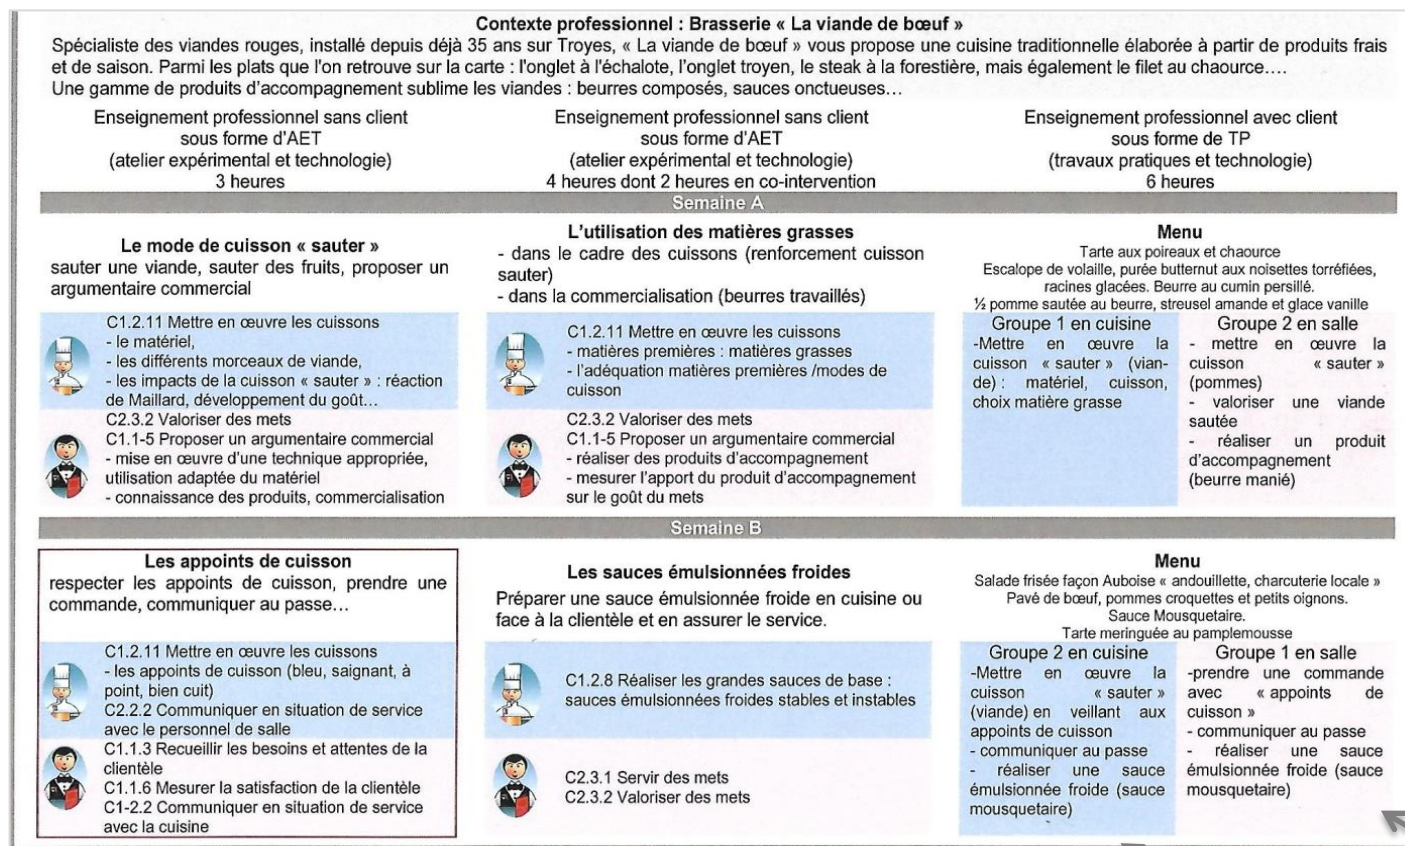 Contexte professionnel : Brasserie « La viande de bœuf »
Spécialiste des viandes rouges, installé depuis déjà 35 ans sur Troyes, « La viande de bœuf » vous propose une cuisine traditionnelle élaborée à partir de produits frais
et de saison. Parmi les plats que l'on retrouve sur la carte : l'onglet à l'échalote, l'onglet troyen, le steak à la forestière, mais également le filet au chaource….
Une gamme de produits d'accompagnement sublime les viandes : beurres composés, sauces onctueuses…
Enseignement professionnel sans client
sous forme d'AET
(atelier expérimental et technologie)
3 heures
Enseignement professionnel sans client
sous forme d'AET
(atelier expérimental et technologie)
4 heures dont 2 heures en co-intervention
Enseignement professionnel avec client
sous forme de TP
(travaux pratiques et technologie)
6 heures
Semaine A
Le mode de cuisson « sauter »
sauter une viande, sauter des fruits, proposer un
argumentaire commercial
C1.2.11 Mettre en œuvre les cuissons
- le matériel,
- les différents morceaux de viande,
- les impacts de la cuisson « sauter » : réaction
de Maillard, développement du goût…
C2.3.2 Valoriser des mets
C1.1-5 Proposer un argumentaire commercial
- mise en œuvre d'une technique appropriée,
utilisation adaptée du matériel
- connaissance des produits, commercialisation
L'utilisation des matières grasses
- dans le cadre des cuissons (renforcement cuisson
sauter)
- dans la commercialisation (beurres travaillés)
C1.2.11 Mettre en œuvre les cuissons
- matières premières : matières grasses
- l'adéquation matières premières /modes de
cuisson
C2.3.2 Valoriser des mets
C1.1-5 Proposer un argumentaire commercial
- réaliser des produits d'accompagnement
- mesurer l'apport du produit d'accompagnement
sur le goût du mets
Menu
Tarte aux poireaux et chaource
Escalope de volaille, purée butternut aux noisettes torréfiées,
racines glacées. Beurre au cumin persillé.
½ pomme sautée au beurre, streusel amande et glace vanille
Groupe 1 en cuisine
-Mettre en œuvre la
cuisson « sauter » (vian-
de) : matériel, cuisson,
choix matière grasse
Groupe 2 en salle
- mettre en œuvre la
cuisson « sauter »
(pommes)
- valoriser une viande
sautée
- réaliser un produit
d'accompagnement
(beurre manié)
Semaine B
Les appoints de cuisson
respecter les appoints de cuisson, prendre une
commande, communiquer au passe…
C1.2.11 Mettre en œuvre les cuissons
- les appoints de cuisson (bleu, saignant, à
point, bien cuit)
C2.2.2 Communiquer en situation de service
avec le personnel de salle
C1.1.3 Recueillir les besoins et attentes de la
clientèle
C1.1.6 Mesurer la satisfaction de la clientèle
C1-2.2 Communiquer en situation de service
avec la cuisine
Les sauces émulsionnées froides
Préparer une sauce émulsionnée froide en cuisine ou
face à la clientèle et en assurer le service.
C1.2.8 Réaliser les grandes sauces de base :
sauces émulsionnées froides stables et instables
C2.3.1 Servir des mets
C2.3.2 Valoriser des mets
Menu
Salade frisée façon Auboise « andouillette, charcuterie locale »
Pavé de bœuf, pommes croquettes et petits oignons.
Sauce Mousquetaire.
Tarte meringuée au pamplemousse
Groupe 2 en cuisine
-Mettre en œuvre la
cuisson « sauter »
(viande) en veillant aux
appoints de cuisson
- communiquer au passe
- réaliser une sauce
émulsionnée froide (sauce
mousquetaire)
Groupe 1 en salle
-prendre une commande
avec « appoints de
cuisson »
- communiquer au passe
- réaliser une sauce
émulsionnée froide (sauce
mousquetaire)